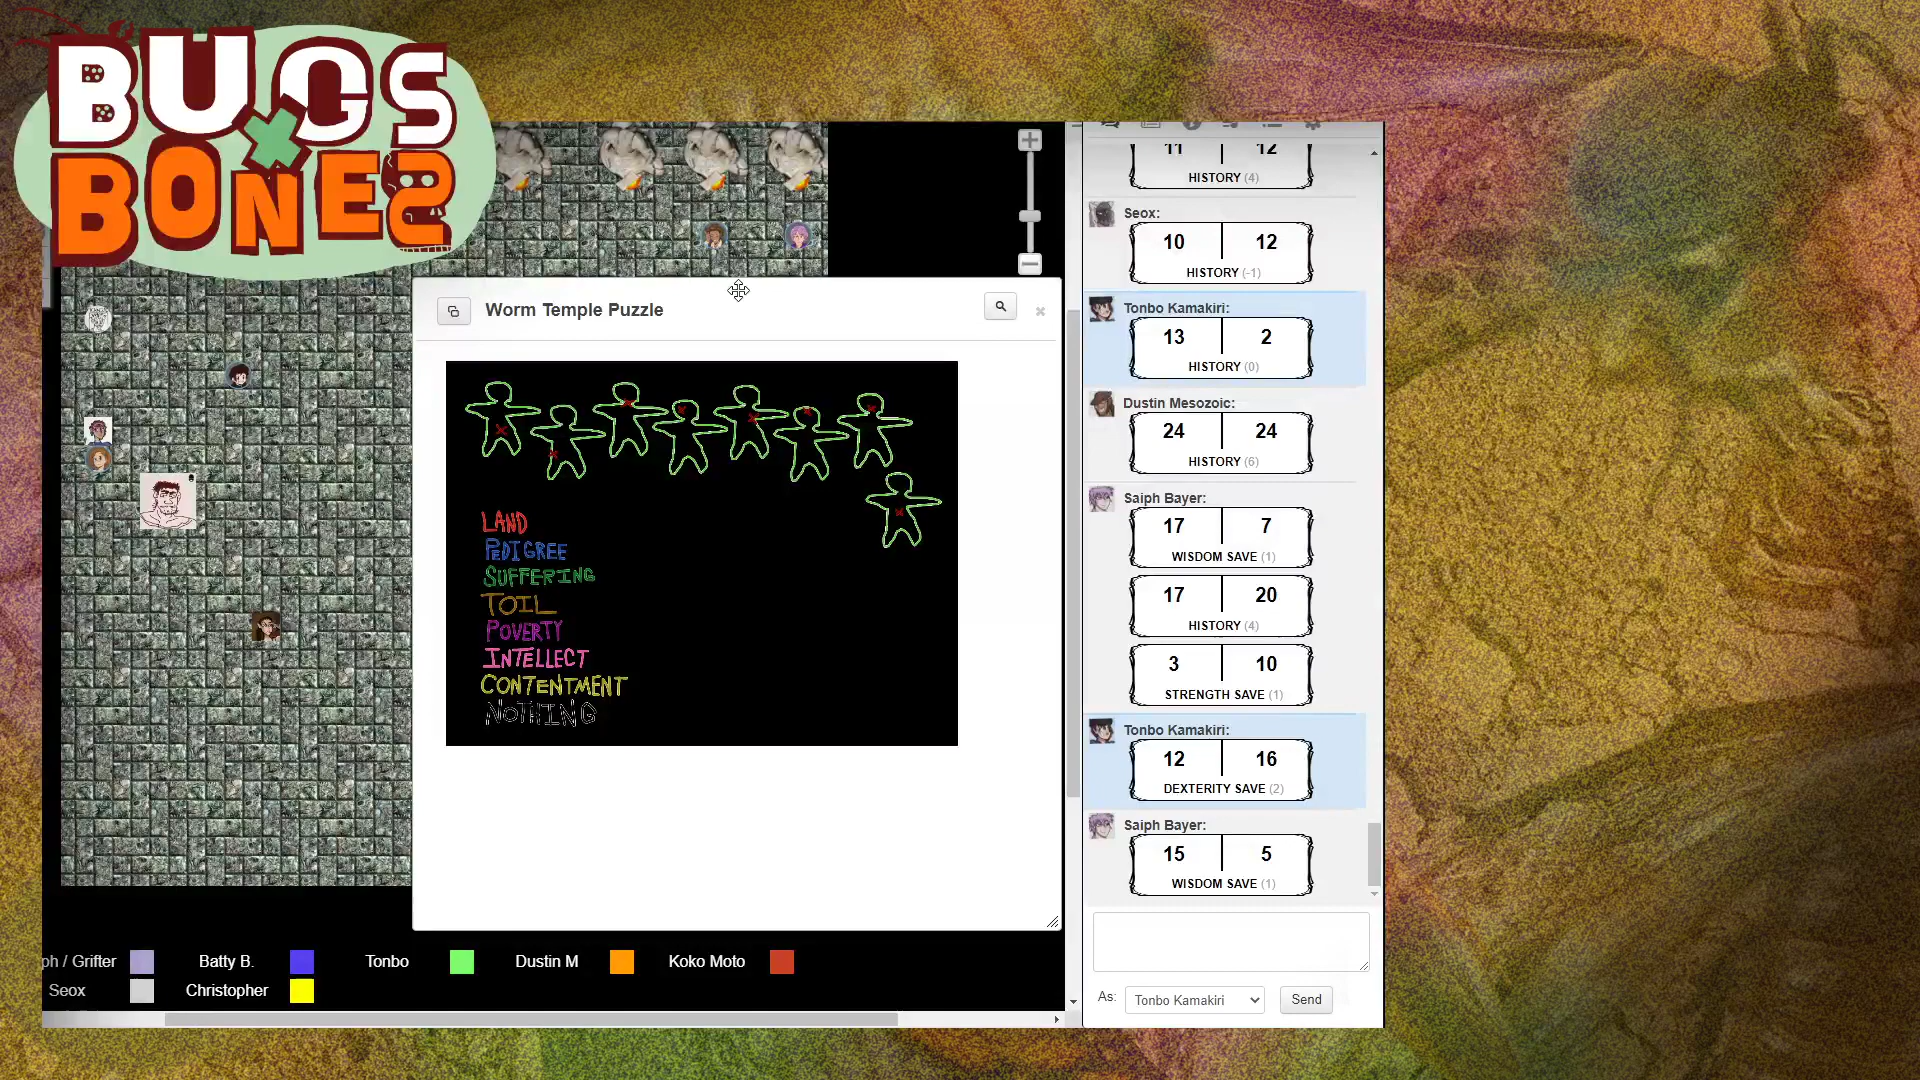 BUGS
BONES
Worm Temple Puzzle
LAND
PEDIGREE
SUFFERING
TOIL
POVERTY
INTELLECT
CONTENTMENT
NOTHING
11 12
HISTORY (4)
Seox:
10 12
HISTORY (-1)
Tonbo Kamakiri:
13 2
HISTORY (0)
Dustin Mesozoic:
24 24
HISTORY (6)
Saiph Bayer:
17 7
WISDOM SAVE (1)
17 20
HISTORY (4)
3 10
STRENGTH SAVE (1)
Tonbo Kamakiri:
12 16
DEXTERITY SAVE (2)
Saiph Bayer:
15 5
WISDOM SAVE (1)
As: Tonbo Kamakiri Send
ph / Grifter Batty B. Tonbo Dustin M Koko Moto
Seox Christopher